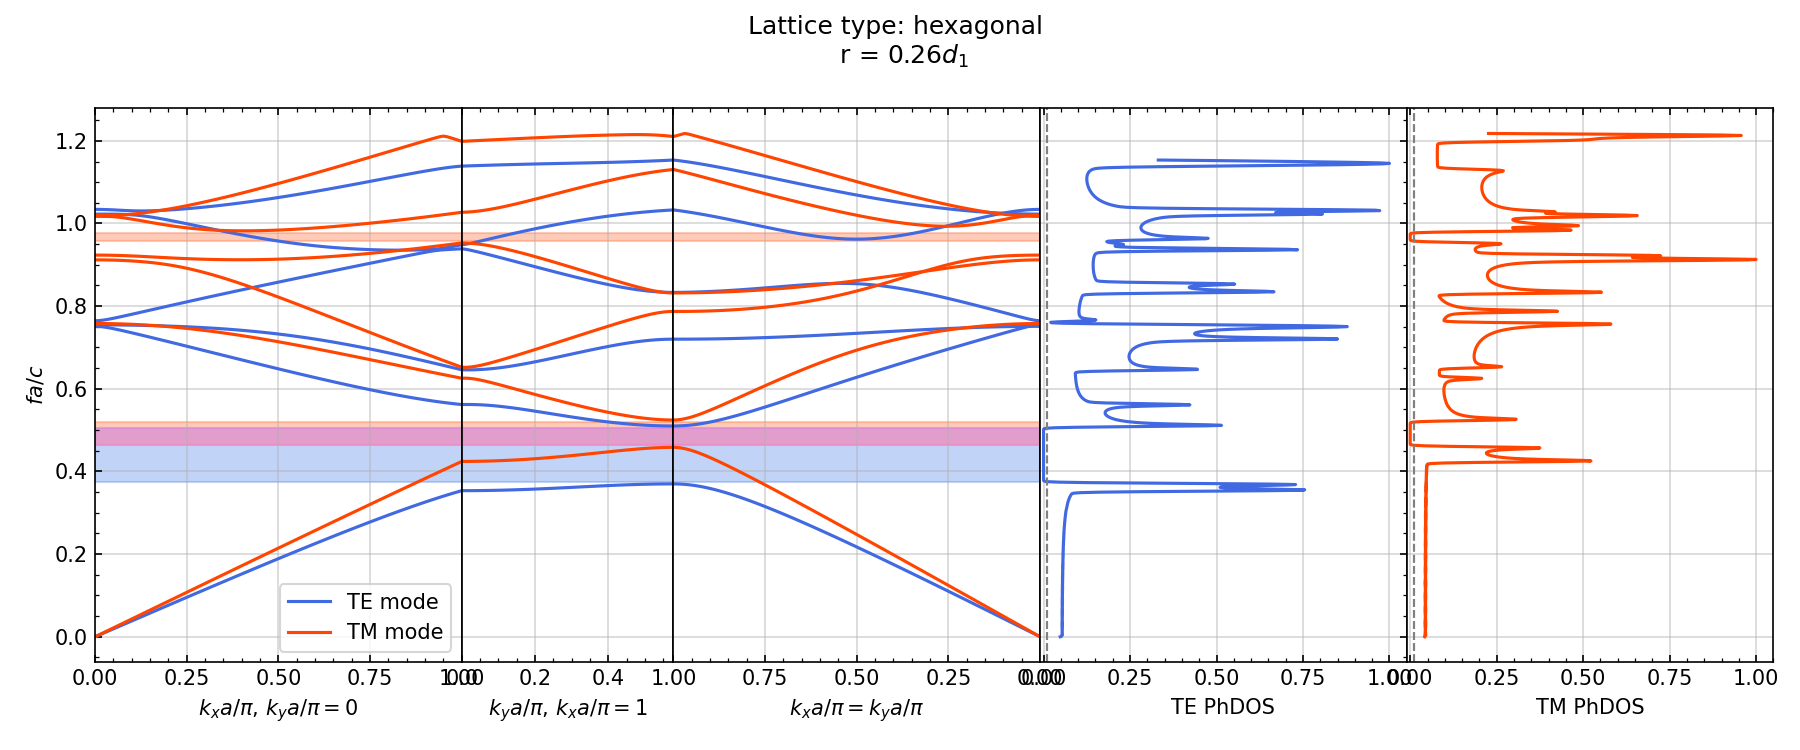 Lattice type: hexagonal
r = 0.26d₁
fa/c
1.2
1.0
0.8
0.6
0.4
0.2
0.0
TE mode
TM mode
0.00 0.25 0.50 0.75 1.00 0.00 0.2 0.4 1.00 0.75 0.50 0.25 0.00 0.00 0.25 0.50 0.75 1.00 0.00 0.25 0.50 0.75 1.00
kₓa/π, kᵧa/π = 0 kᵧa/π, kₓa/π = 1 kₓa/π = kᵧa/π TE PhDOS TM PhDOS